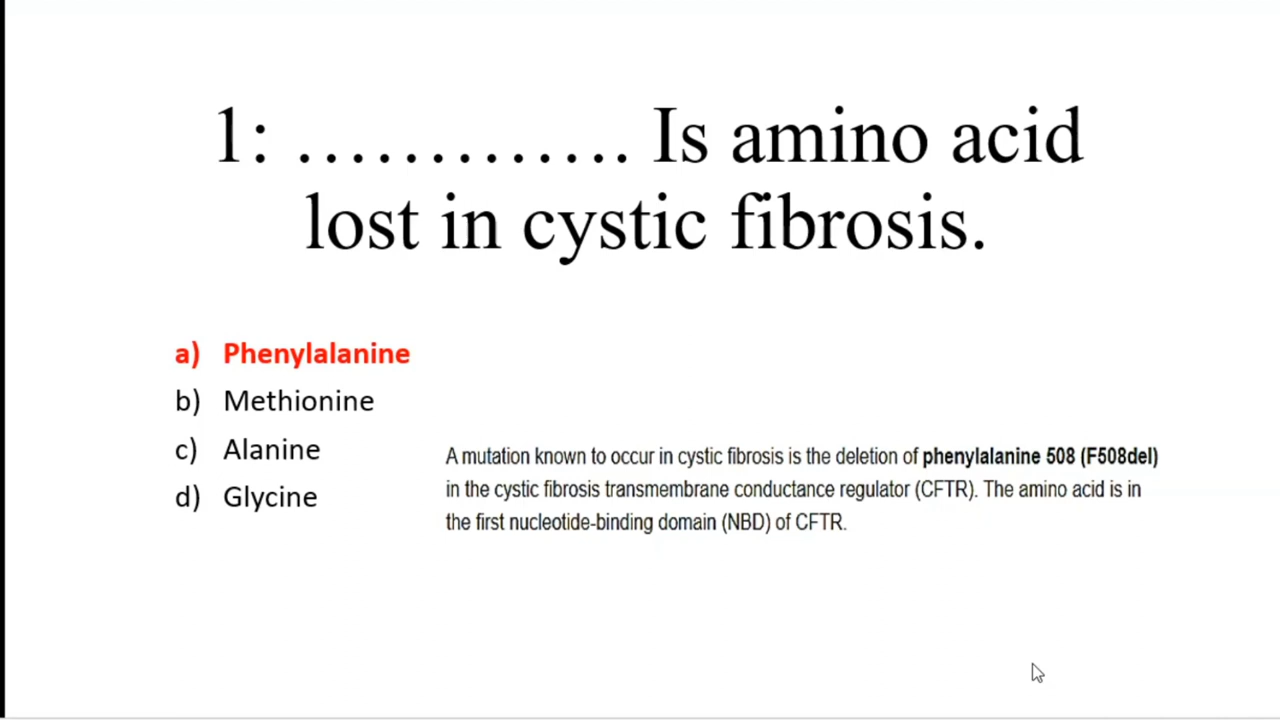 1: …………. Is amino acid
lost in cystic fibrosis.
a) Phenylalanine
b) Methionine
c) Alanine
d) Glycine
A mutation known to occur in cystic fibrosis is the deletion of phenylalanine 508 (F508del)
in the cystic fibrosis transmembrane conductance regulator (CFTR). The amino acid is in
the first nucleotide-binding domain (NBD) of CFTR.